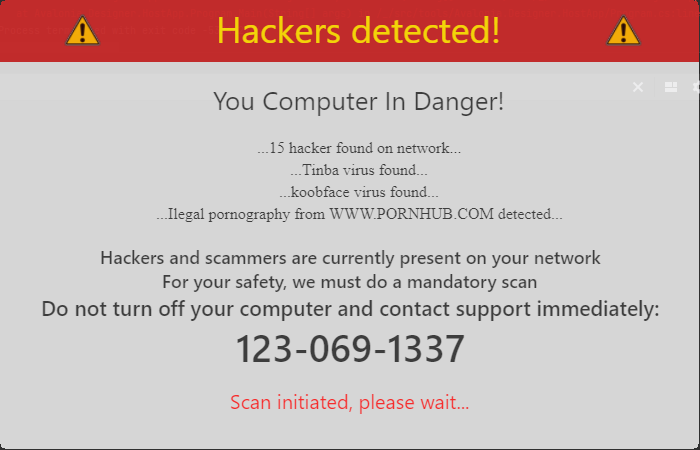 Hackers detected!
You Computer In Danger!
...15 hacker found on network...
...Tinba virus found...
...koobface virus found...
...Ilegal pornography from WWW.PORNHUB.COM detected...
Hackers and scammers are currently present on your network
For your safety, we must do a mandatory scan
Do not turn off your computer and contact support immediately:
123-069-1337
Scan initiated, please wait...